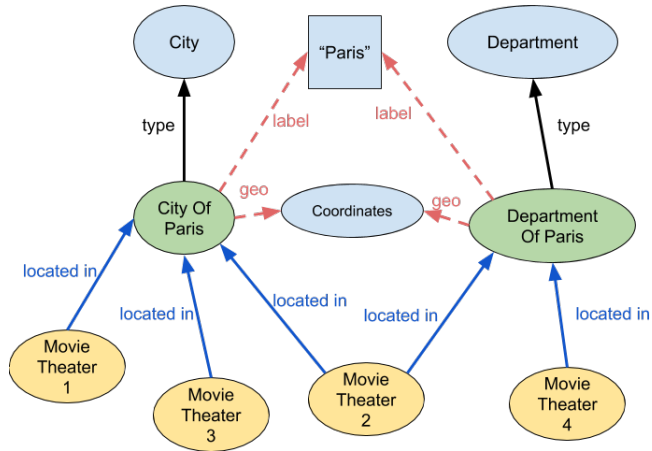 City
“Paris”
Department
type
label
label
type
City Of
Paris
geo
Coordinates
geo
Department
Of Paris
located in
located in
located in
located in
located in
Movie
Theater
1
Movie
Theater
3
Movie
Theater
2
Movie
Theater
4